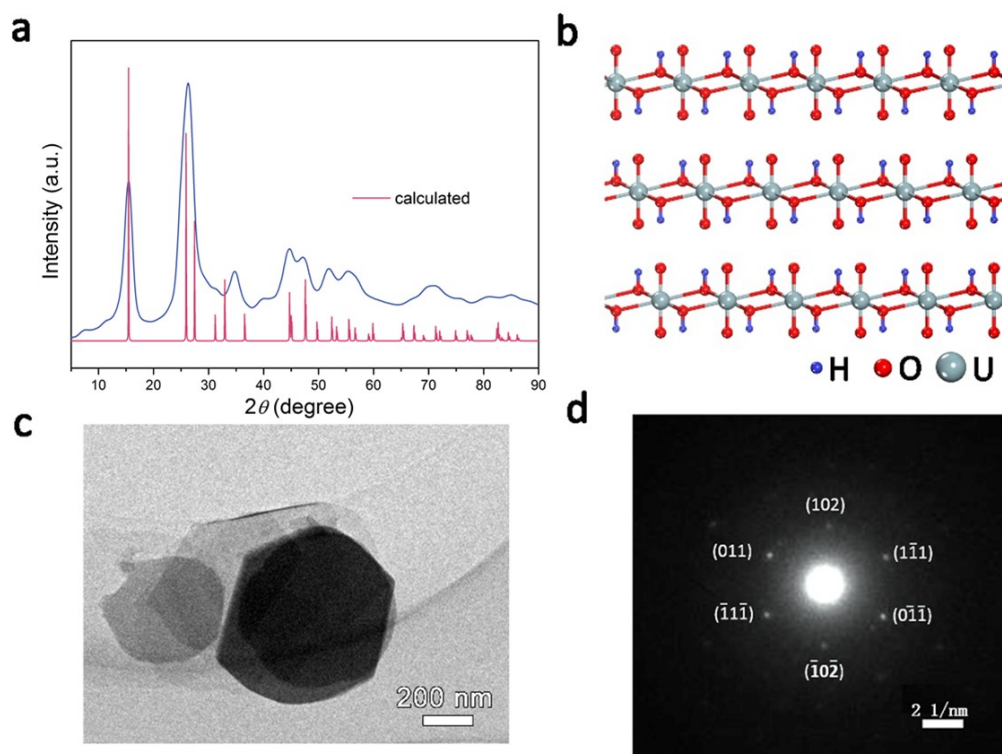 a
Intensity (a.u.)
calculated
10 20 30 40 50 60 70 80 90
2θ (degree)
b
H O U
c
200 nm
d
(102)
(011) (11̅1)
(1̅11̅) (01̅1̅)
(1̅02̅)
2 1/nm